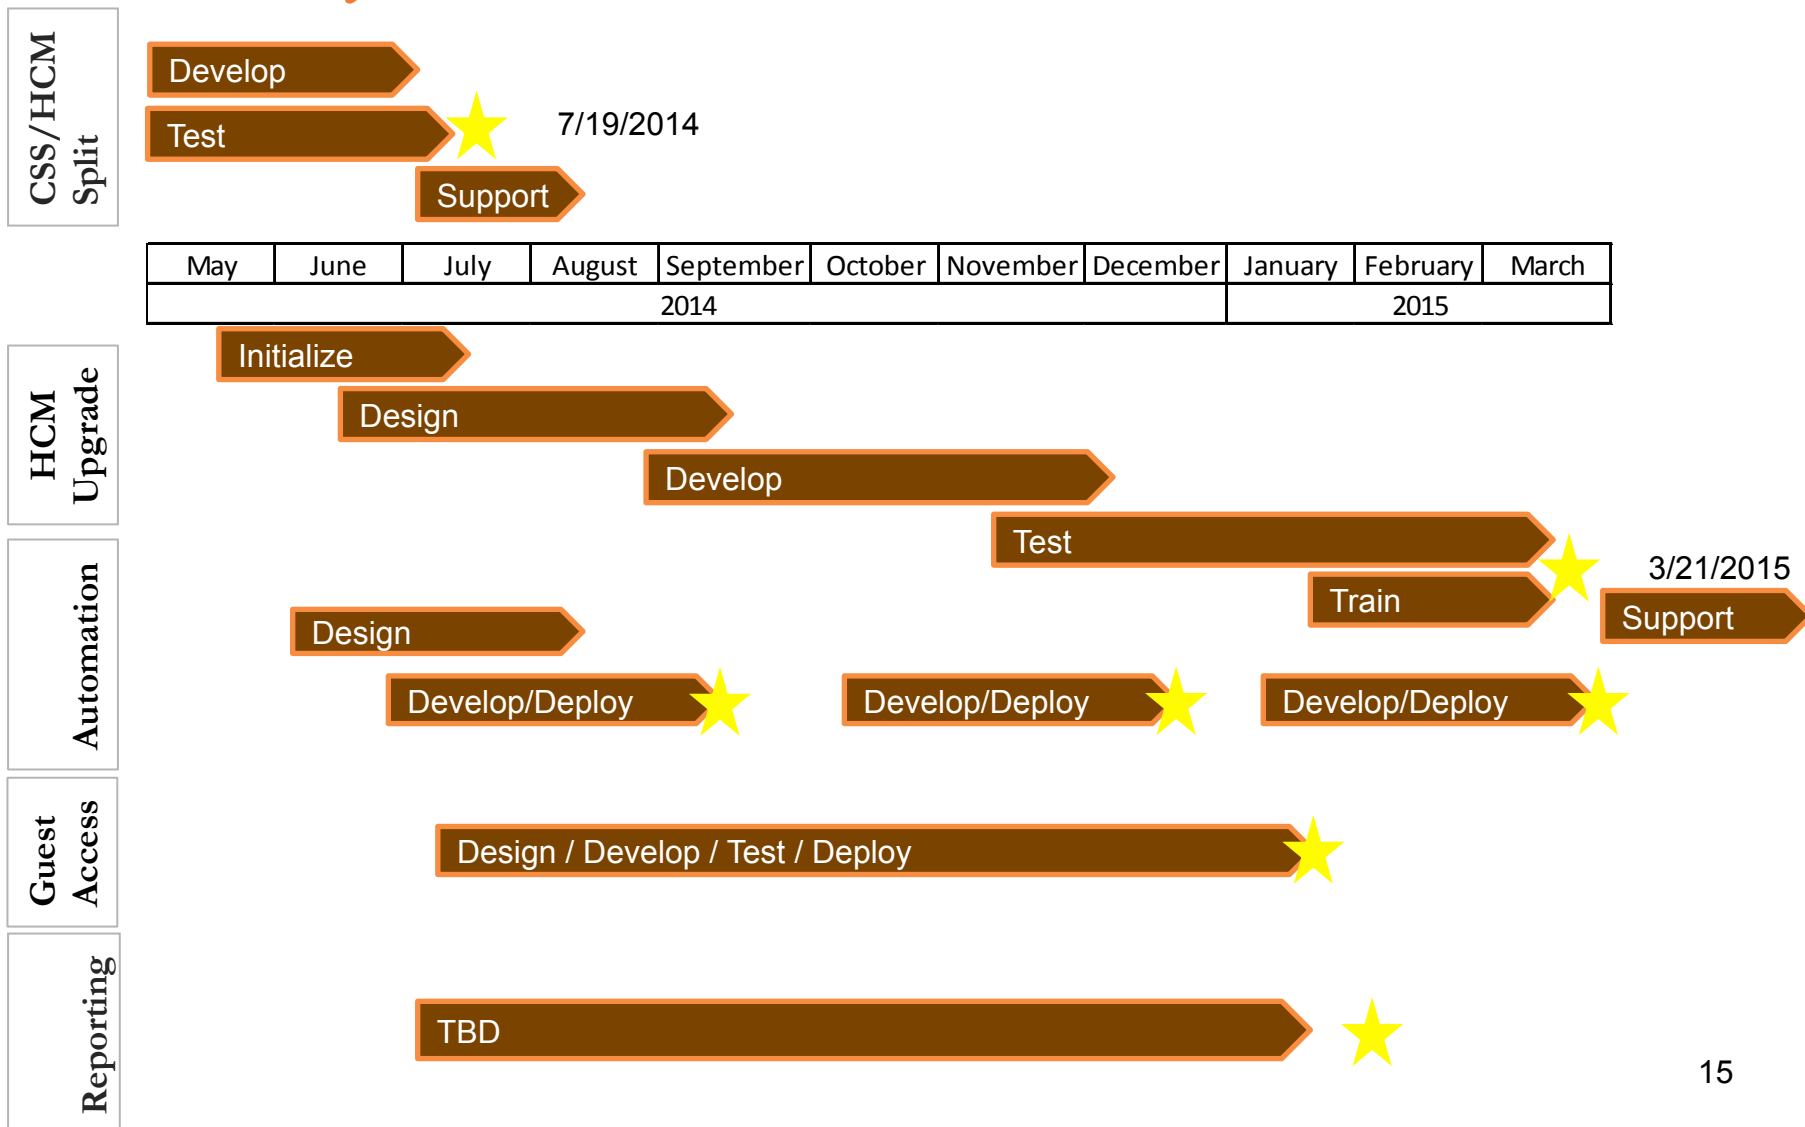 CSS/HCM
Split
Develop
Test
7/19/2014
Support
May June July August September October November December January February March
2014 2015
HCM
Upgrade
Initialize
Design
Develop
Test
3/21/2015
Train
Support
Automation
Design
Develop/Deploy Develop/Deploy Develop/Deploy
Guest
Access
Design / Develop / Test / Deploy
Reporting
TBD
15